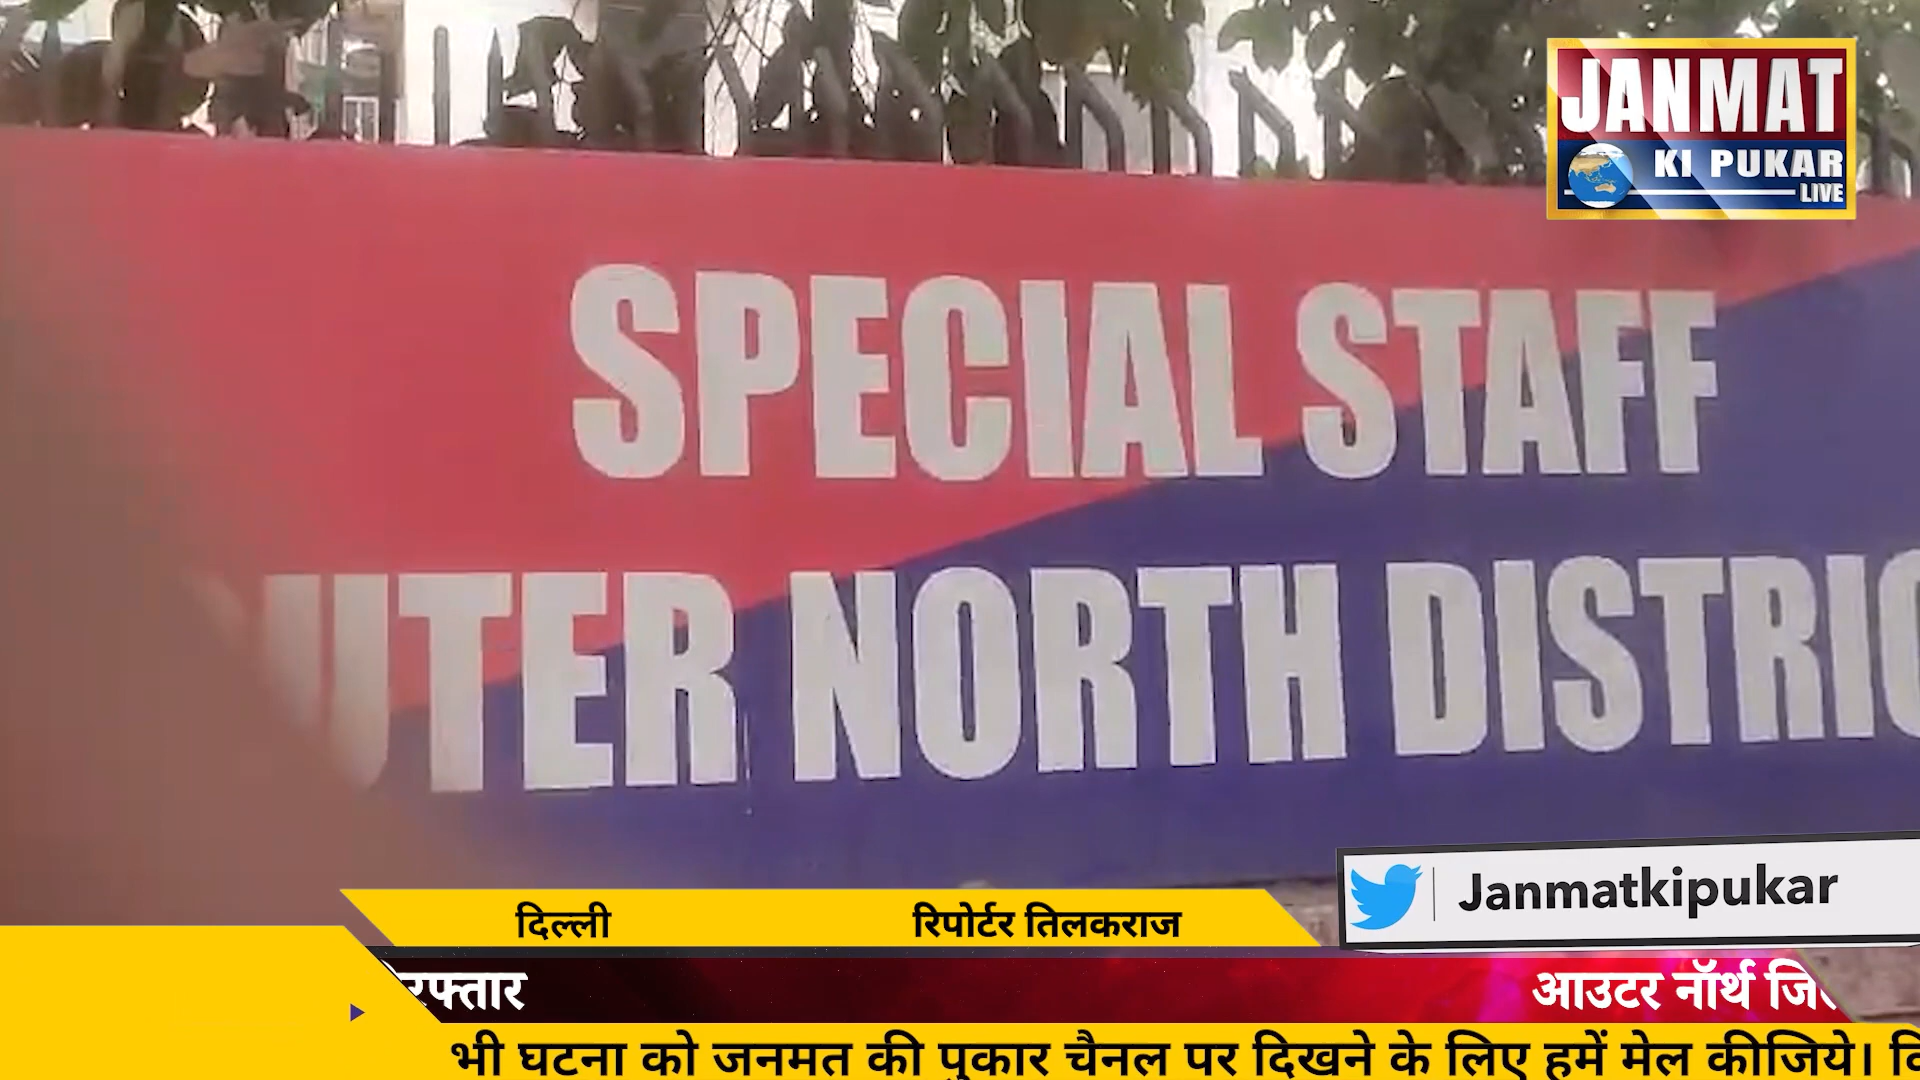 JANMAT
KI PUKAR
LIVE
SPECIAL STAFF
UTER NORTH DISTRIC
Janmatkipukar
दिल्ली रिपोर्टर तिलकराज
रफ्तार आउटर नॉर्थ
भी घटना को जनमत की पुकार चैनल पर दिखने के लिए हमें मेल कीजिये।